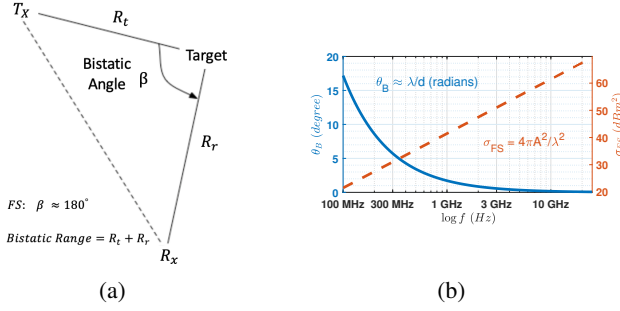 T_X
R_t
Target
Bistatic
Angle β
R_r
FS: β ≈ 180°
Bistatic Range = R_t + R_r
R_x
(a)
20
15
10
5
0
θ_B (degree)
θ_B ≈ λ/d (radians)
σ_FS = 4πA²/λ²
60
50
40
30
20
σ_FS (dBm²)
100 MHz 300 MHz 1 GHz 3 GHz 10 GHz
log f (Hz)
(b)